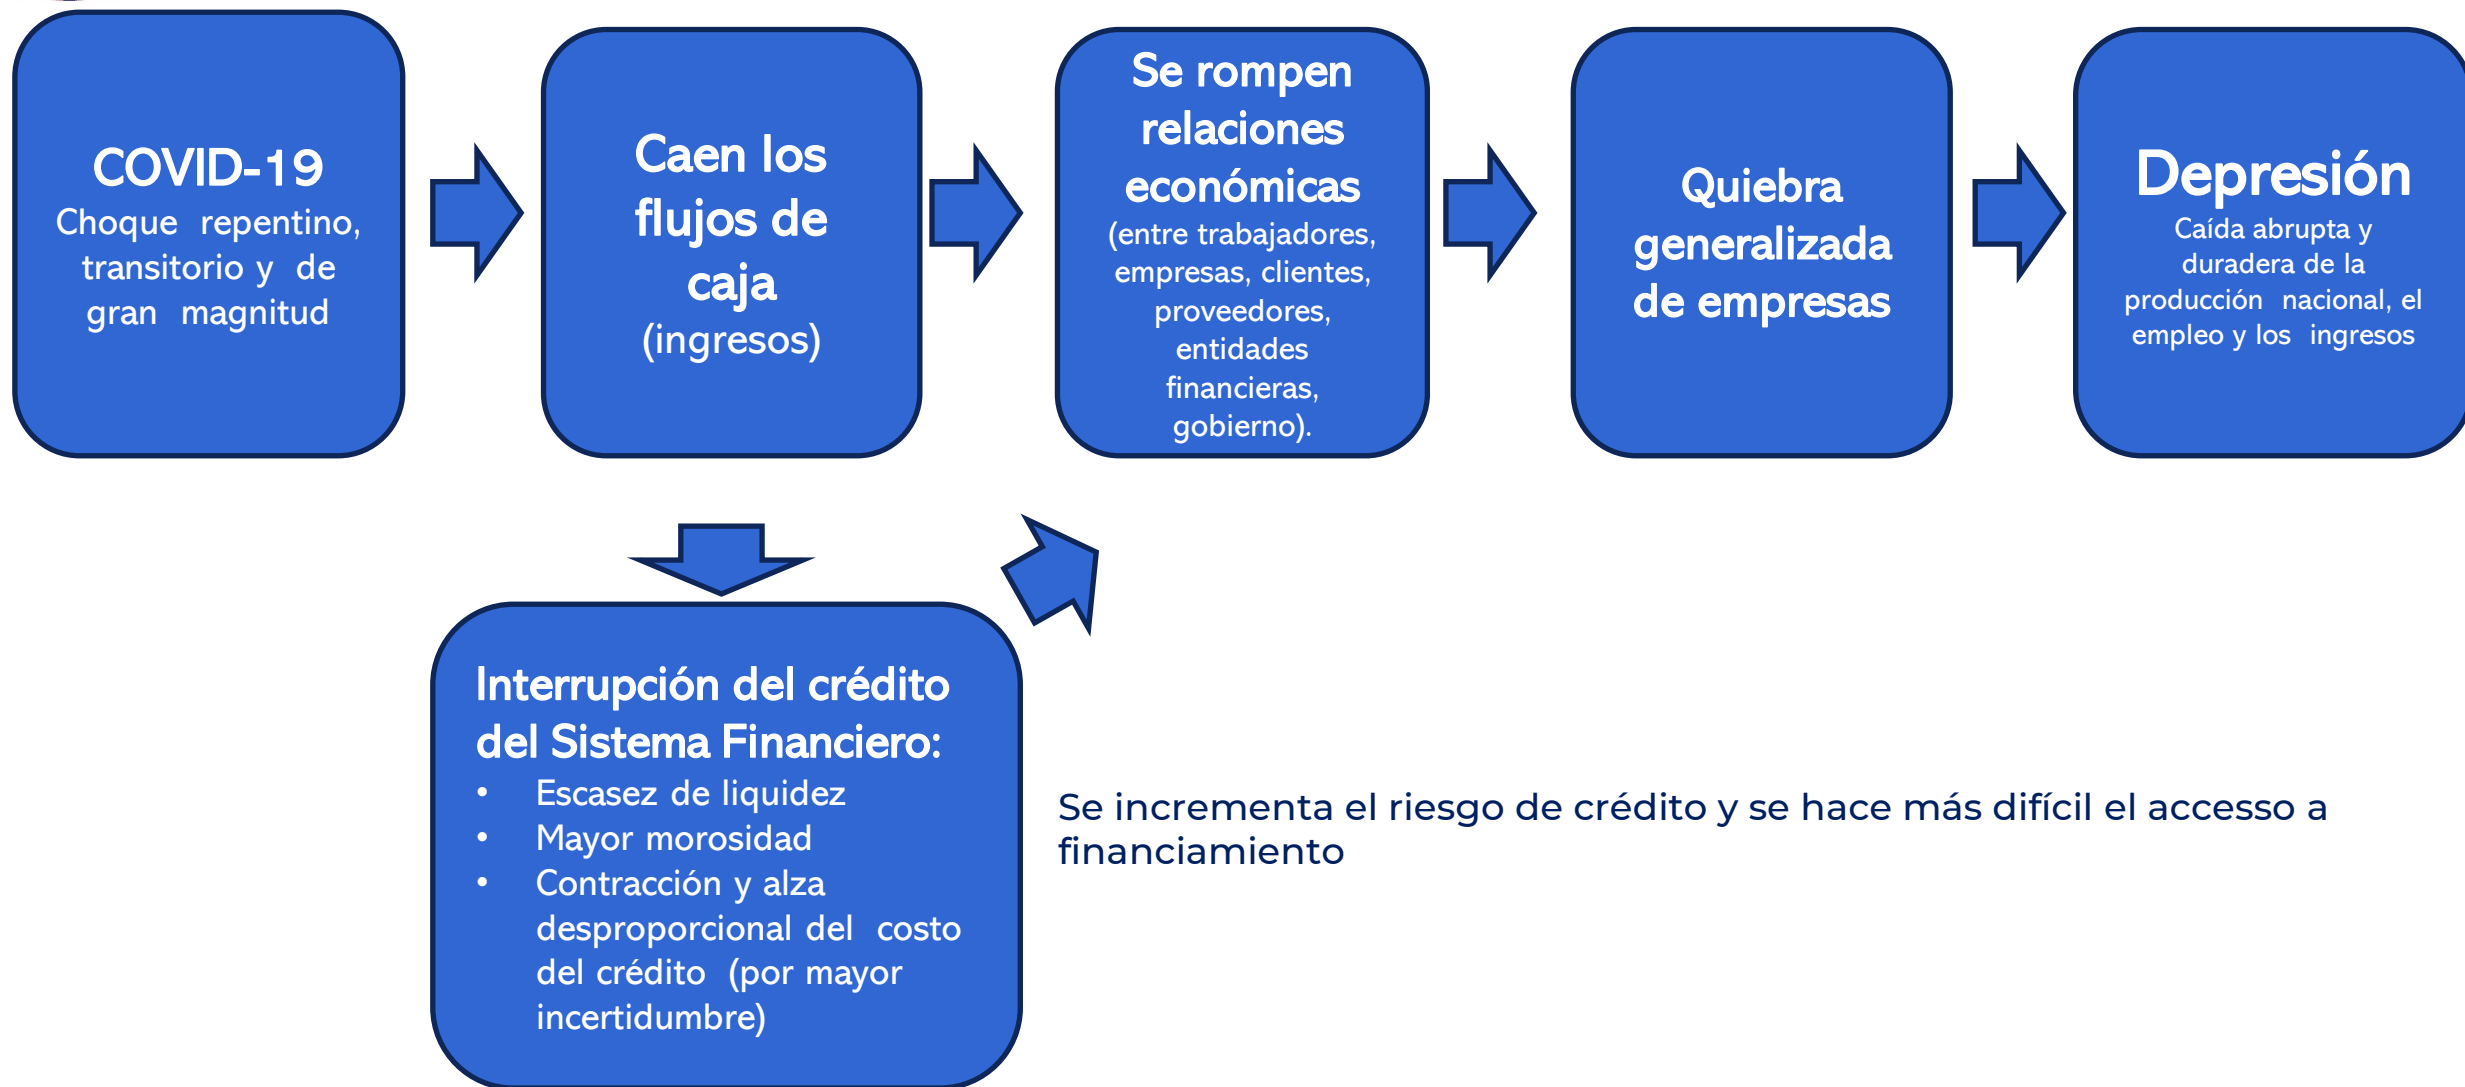 COVID-19
Choque repentino,
transitorio y de
gran magnitud
Caen los
flujos de
caja
(ingresos)
Se rompen
relaciones
económicas
(entre trabajadores,
empresas, clientes,
proveedores,
entidades
financieras,
gobierno).
Quiebra
generalizada
de empresas
Depresión
Caída abrupta y
duradera de la
producción nacional, el
empleo y los ingresos
Interrupción del crédito
del Sistema Financiero:
• Escasez de liquidez
• Mayor morosidad
• Contracción y alza
desproporcional del costo
del crédito (por mayor
incertidumbre)
Se incrementa el riesgo de crédito y se hace más difícil el accesso a
financiamiento